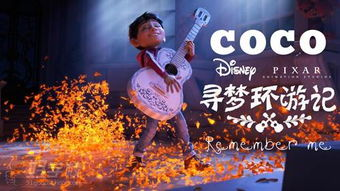 COCO
Disney PIXAR
ANIMATION STUDIOS
寻梦环游记
Remember me